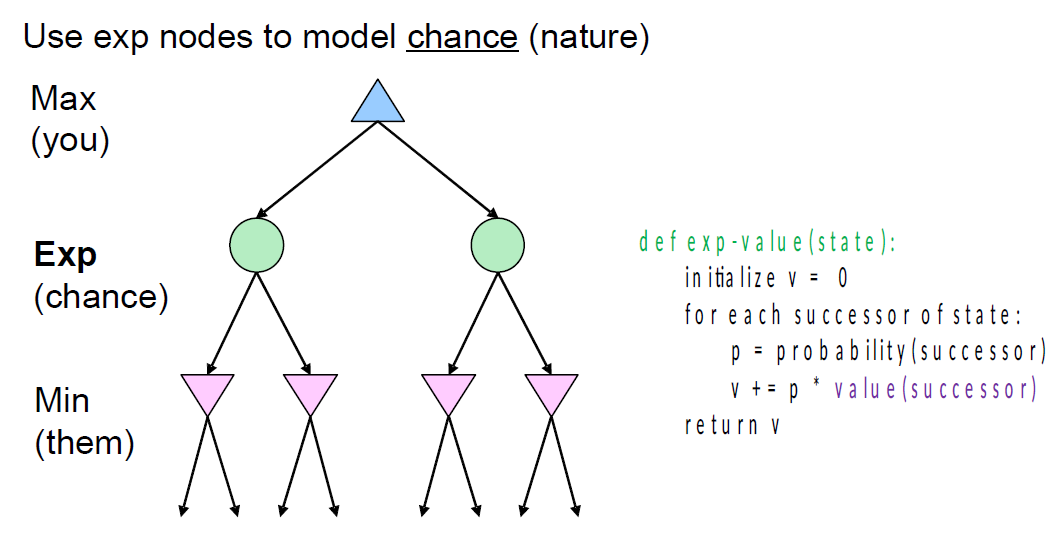 Use exp nodes to model chance (nature)
Max
(you)
Exp
(chance)
Min
(them)
def exp-value(state):
initialize v = 0
for each successor of state:
p = probability(successor)
v += p * value(successor)
return v